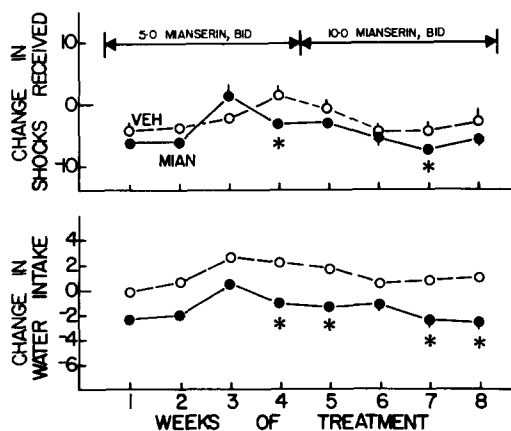 5·0 MIANSERIN, BID
10·0 MIANSERIN, BID
CHANGE IN
SHOCKS RECEIVED
10
0
-10
VEH
MIAN
*
*
CHANGE IN
WATER INTAKE
4
2
0
-2
-4
-6
*
*
*
*
1 2 3 4 5 6 7 8
WEEKS OF TREATMENT